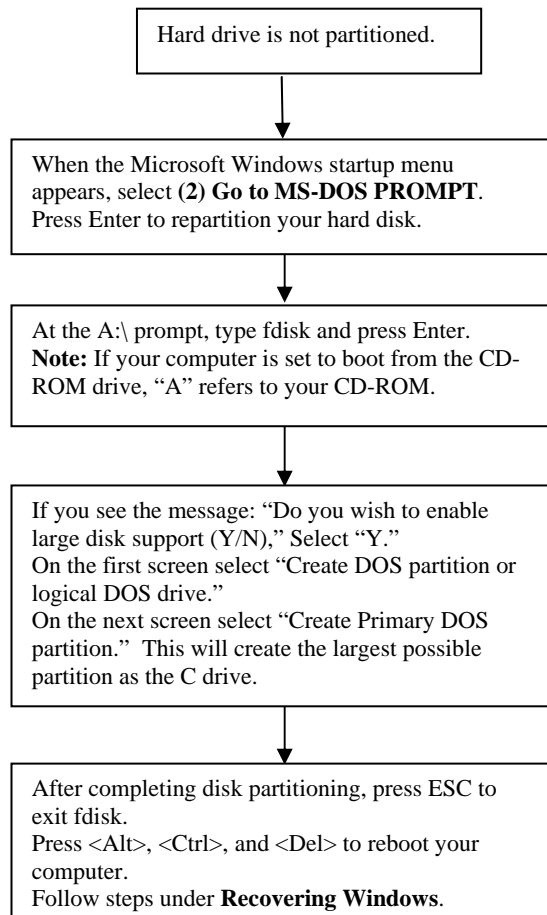 Hard drive is not partitioned.
When the Microsoft Windows startup menu
appears, select (2) Go to MS-DOS PROMPT.
Press Enter to repartition your hard disk.
At the A:\ prompt, type fdisk and press Enter.
Note: If your computer is set to boot from the CD-
ROM drive, “A” refers to your CD-ROM.
If you see the message: “Do you wish to enable
large disk support (Y/N),” Select “Y.”
On the first screen select “Create DOS partition or
logical DOS drive.”
On the next screen select “Create Primary DOS
partition.”  This will create the largest possible
partition as the C drive.
After completing disk partitioning, press ESC to
exit fdisk.
Press <Alt>, <Ctrl>, and <Del> to reboot your
computer.
Follow steps under Recovering Windows.